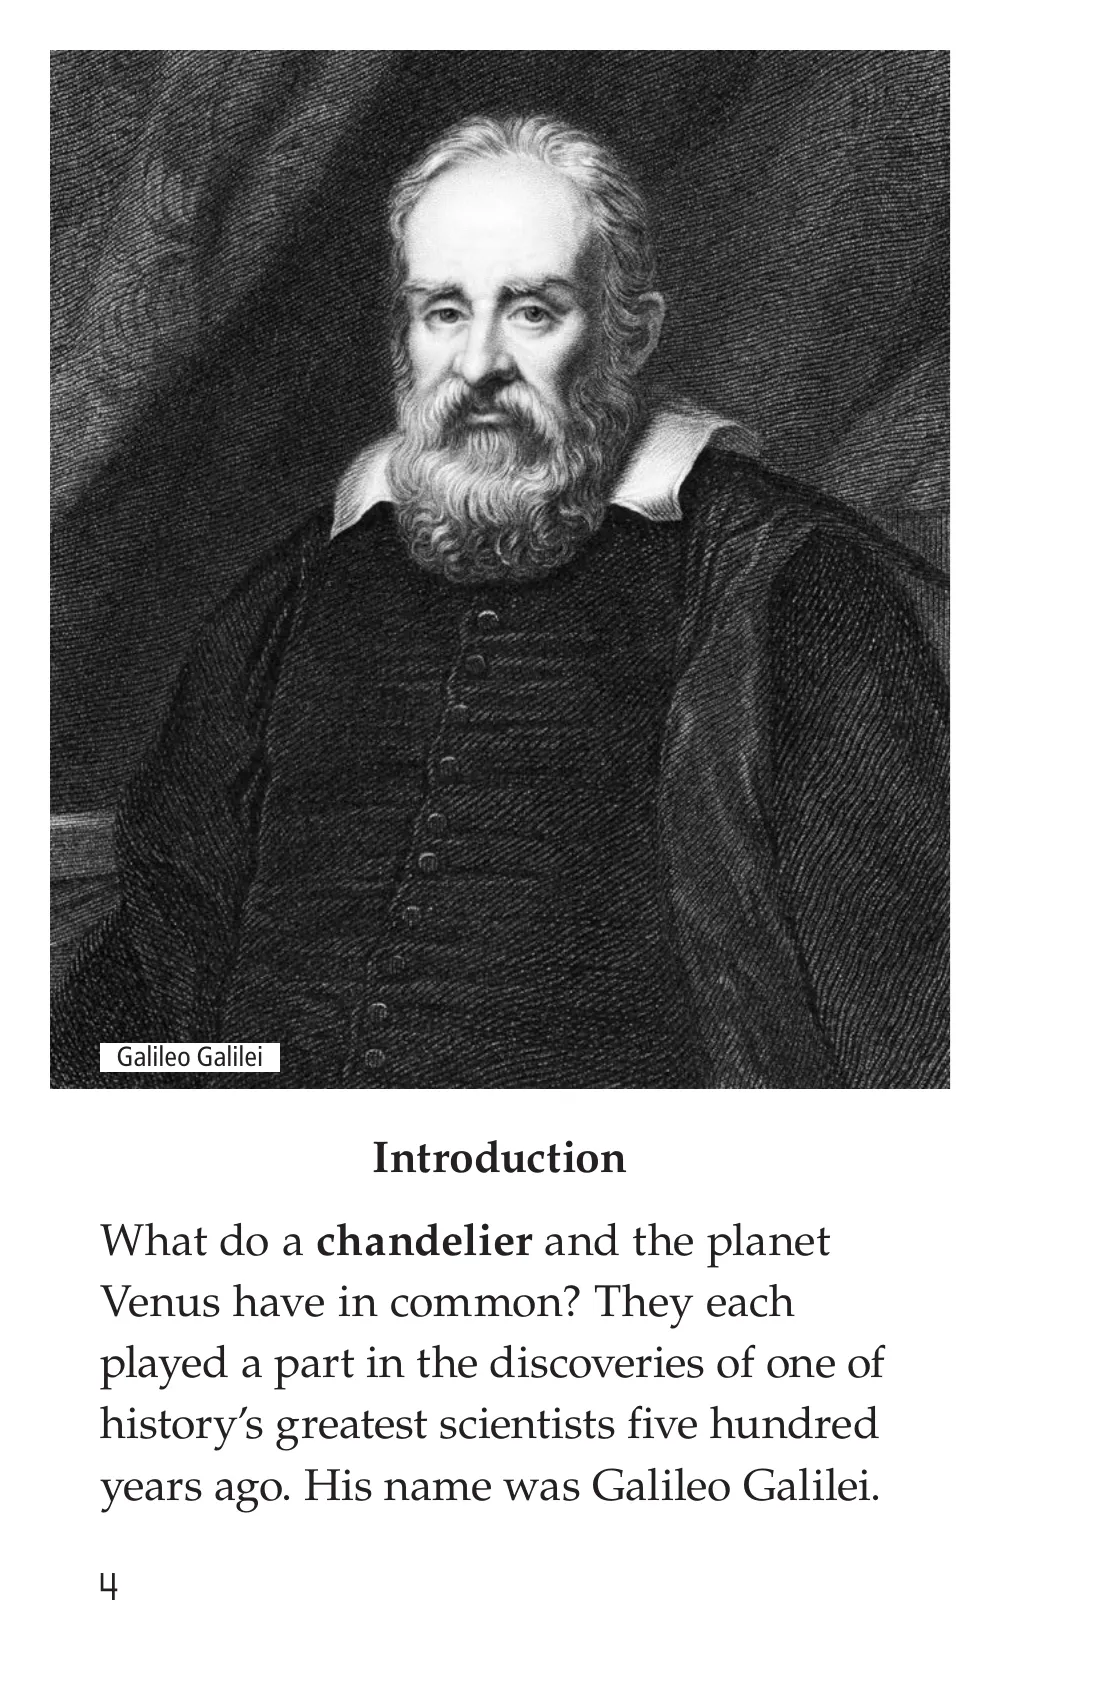 Galileo Galilei
Introduction
What do a chandelier and the planet
Venus have in common? They each
played a part in the discoveries of one of
history’s greatest scientists five hundred
years ago. His name was Galileo Galilei.
4